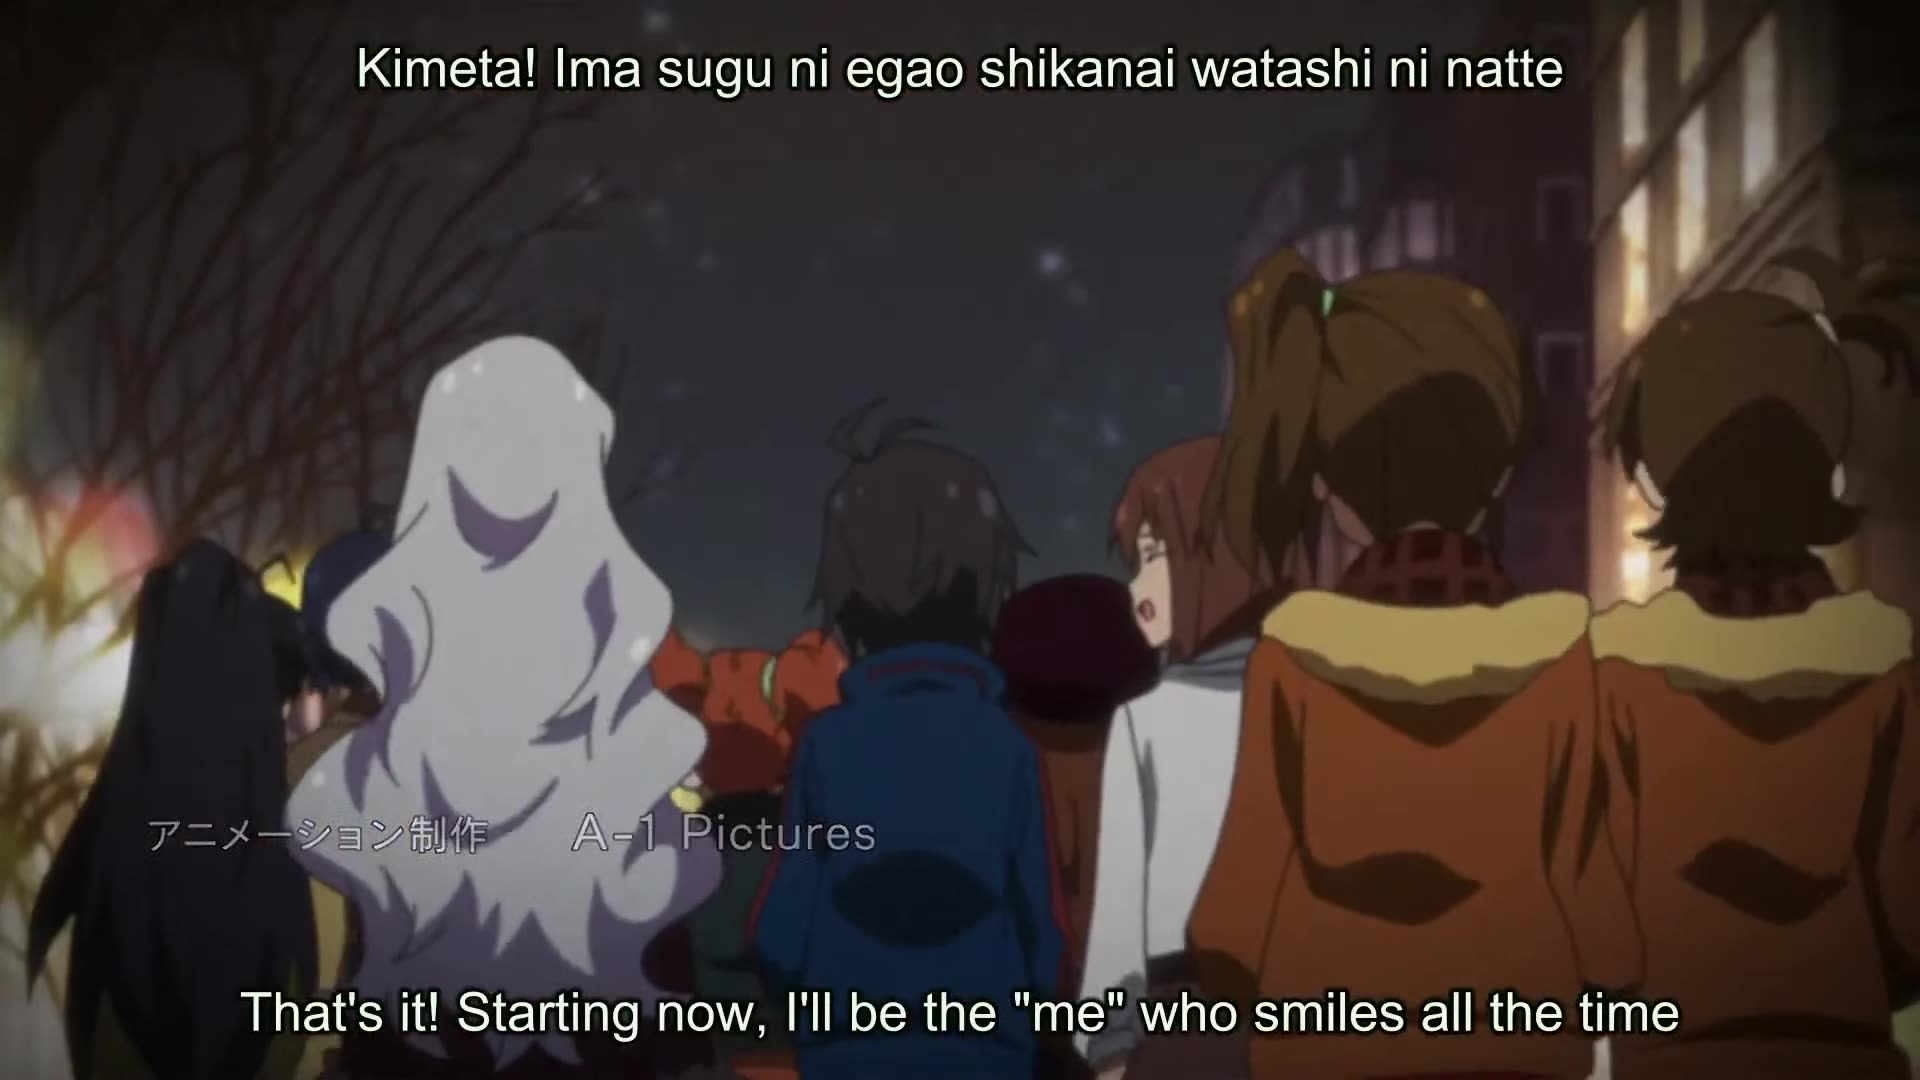 Kimeta! Ima sugu ni egao shikanai watashi ni natte
アニメーション制作 A-1 Pictures
That's it! Starting now, I'll be the "me" who smiles all the time